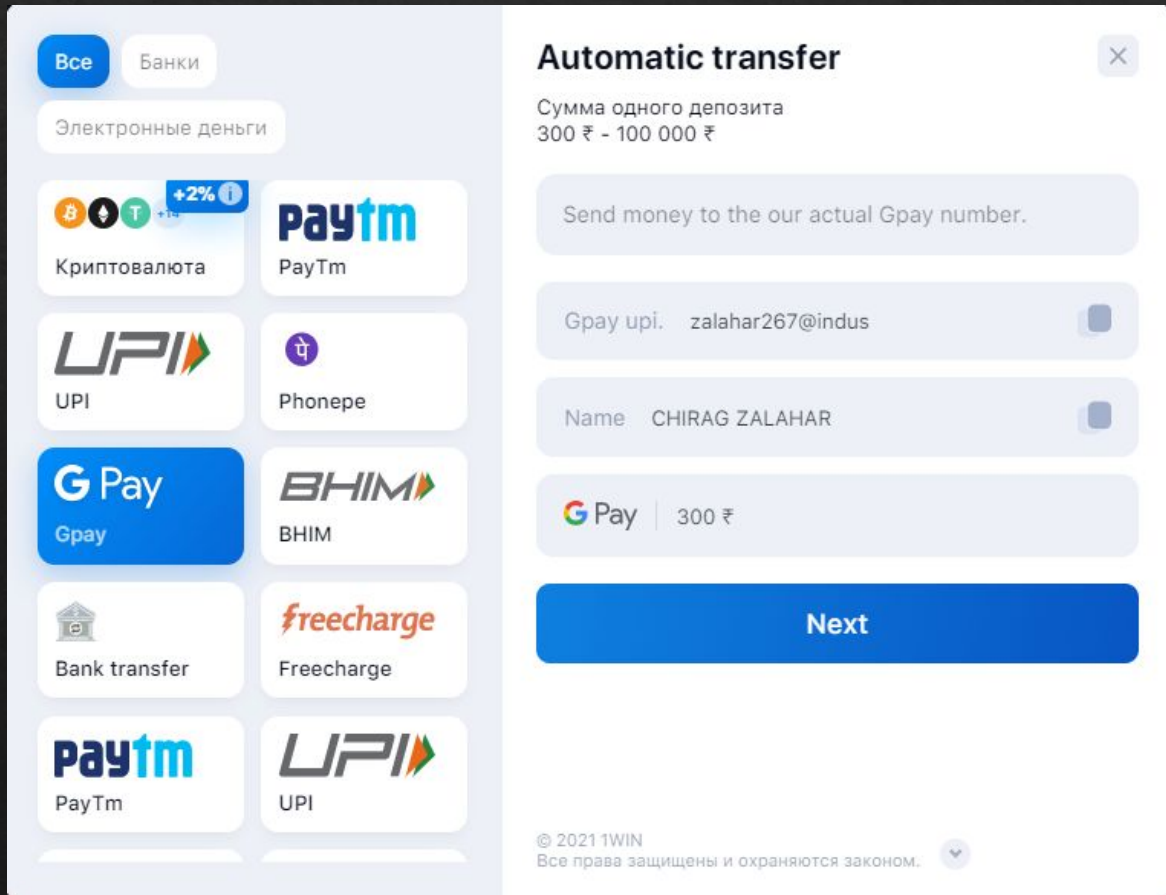 Все
Банки
Электронные деньги
+2% i
+14
Криптовалюта
paytm
PayTm
UPI
UPI
पे
Phonepe
G Pay
Gpay
BHIM
BHIM
Bank transfer
freecharge
Freecharge
paytm
PayTm
UPI
UPI
Automatic transfer
Сумма одного депозита
300 ₹ - 100 000 ₹
Send money to the our actual Gpay number.
Gpay upi. zalahar267@indus
Name CHIRAG ZALAHAR
G Pay 300 ₹
Next
© 2021 1WIN
Все права защищены и охраняются законом.